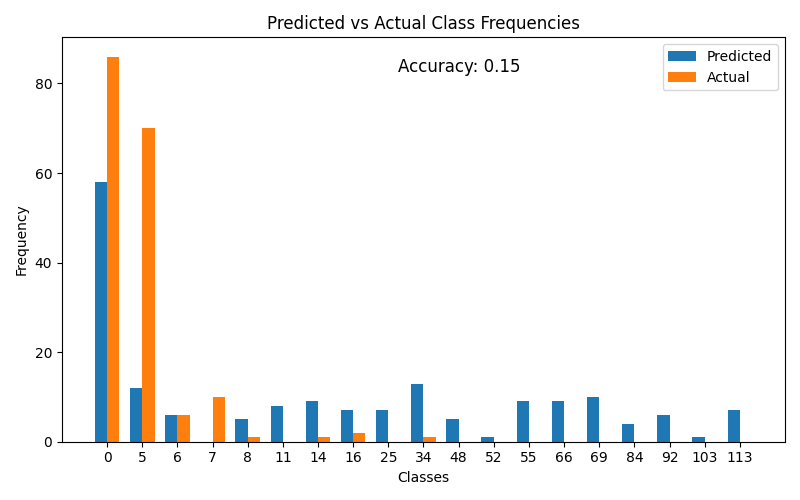 Predicted vs Actual Class Frequencies
Accuracy: 0.15
Predicted
Actual
Frequency
80
60
40
20
0
0 5 6 7 8 11 14 16 25 34 48 52 55 66 69 84 92 103 113
Classes